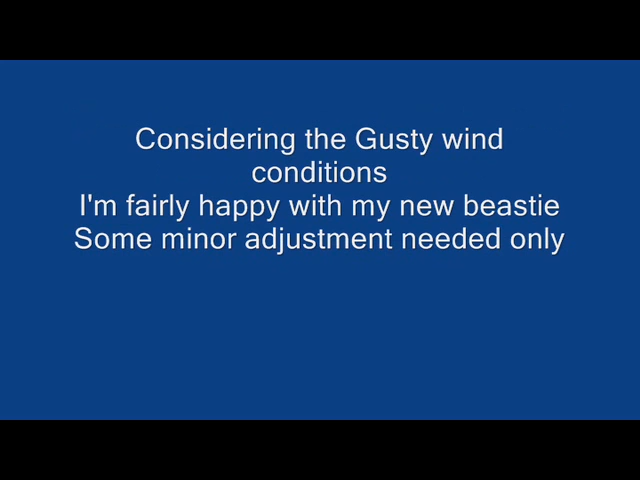 Considering the Gusty wind
conditions
I'm fairly happy with my new beastie
Some minor adjustment needed only